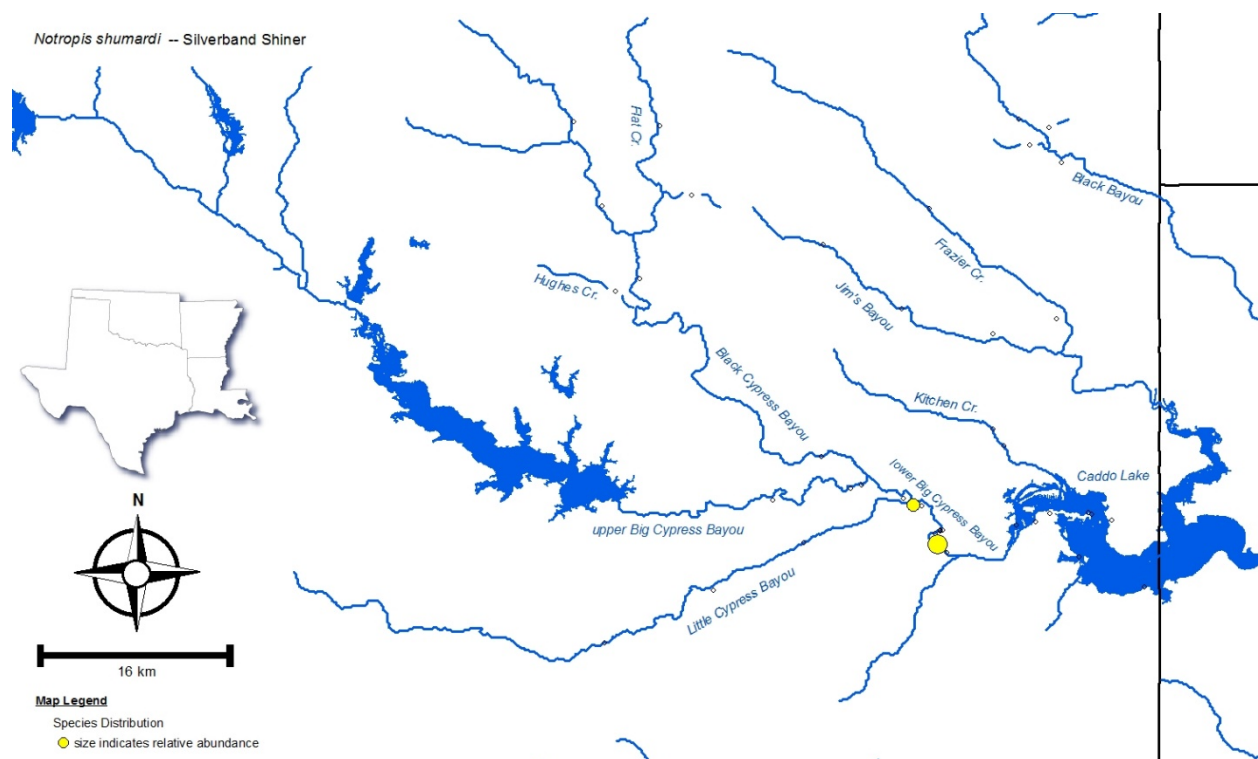 Notropis shumardi -- Silverband Shiner
Flat Cr.
Black Bayou
Frazier Cr.
Hughes Cr.
Jim's Bayou
Black Cypress Bayou
Kitchen Cr.
lower Big Cypress Bayou
Caddo Lake
upper Big Cypress Bayou
Little Cypress Bayou
N
16 km
Map Legend
Species Distribution
size indicates relative abundance